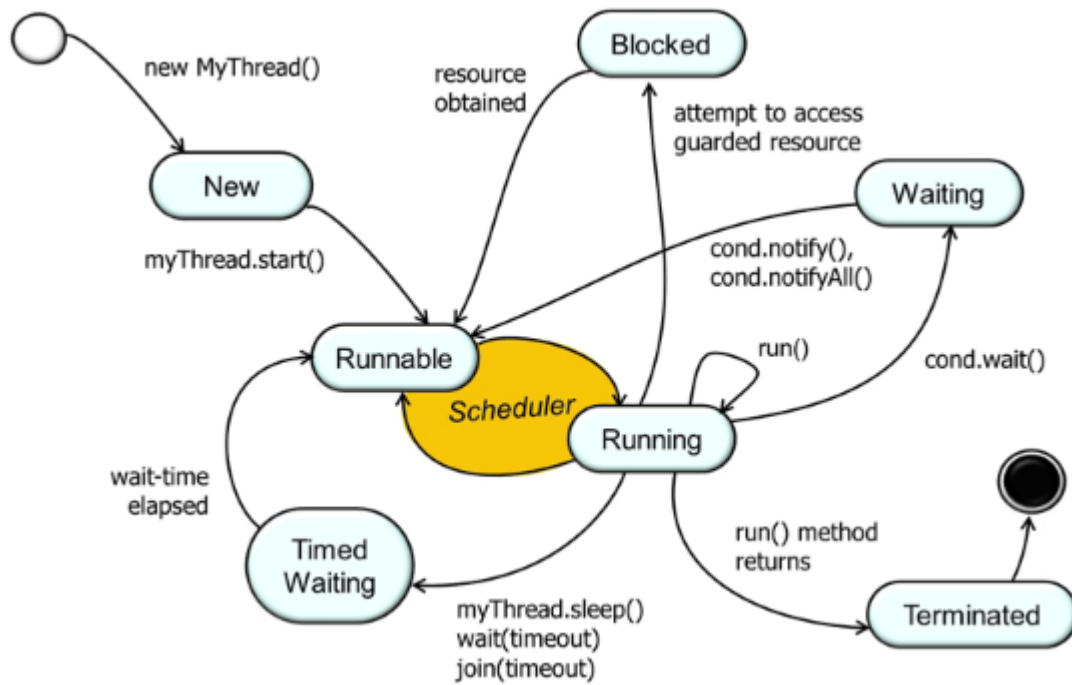 Blocked
new MyThread()
resource
obtained
attempt to access
guarded resource
New
Waiting
myThread.start()
cond.notify(),
cond.notifyAll()
Runnable
run()
cond.wait()
Scheduler
Running
wait-time
elapsed
Timed
Waiting
run() method
returns
myThread.sleep()
wait(timeout)
join(timeout)
Terminated